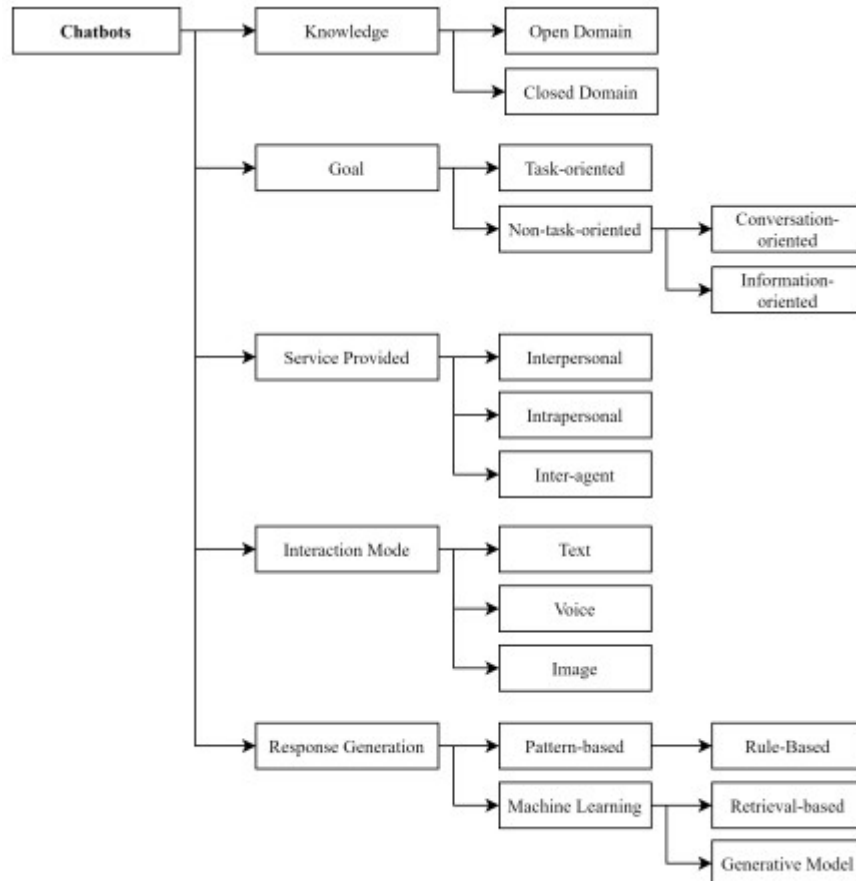 Chatbots
Knowledge
Open Domain
Closed Domain
Goal
Task-oriented
Non-task-oriented
Conversation-
oriented
Information-
oriented
Service Provided
Interpersonal
Intrapersonal
Inter-agent
Interaction Mode
Text
Voice
Image
Response Generation
Pattern-based
Rule-Based
Machine Learning
Retrieval-based
Generative Model